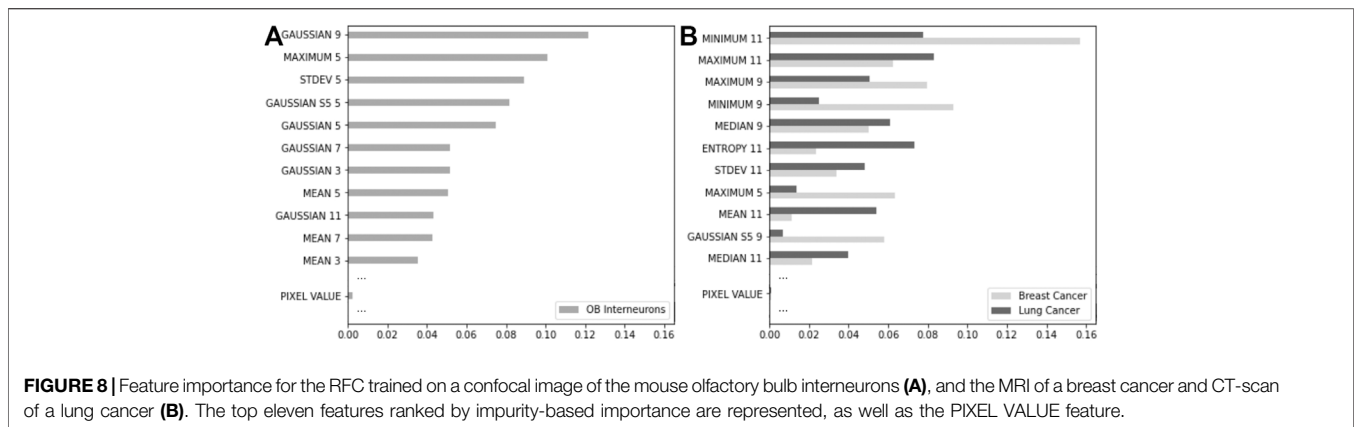 A
GAUSSIAN 9
MAXIMUM 5
STDEV 5
GAUSSIAN S5 5
GAUSSIAN 5
GAUSSIAN 7
GAUSSIAN 3
MEAN 5
GAUSSIAN 11
MEAN 7
MEAN 3
...
PIXEL VALUE
...
OB Interneurons
0.00 0.02 0.04 0.06 0.08 0.10 0.12 0.14 0.16
B
MINIMUM 11
MAXIMUM 11
MAXIMUM 9
MINIMUM 9
MEDIAN 9
ENTROPY 11
STDEV 11
MAXIMUM 5
MEAN 11
GAUSSIAN S5 9
MEDIAN 11
...
PIXEL VALUE
...
Breast Cancer
Lung Cancer
0.00 0.02 0.04 0.06 0.08 0.10 0.12 0.14 0.16
FIGURE 8 | Feature importance for the RFC trained on a confocal image of the mouse olfactory bulb interneurons (A), and the MRI of a breast cancer and CT-scan
of a lung cancer (B). The top eleven features ranked by impurity-based importance are represented, as well as the PIXEL VALUE feature.